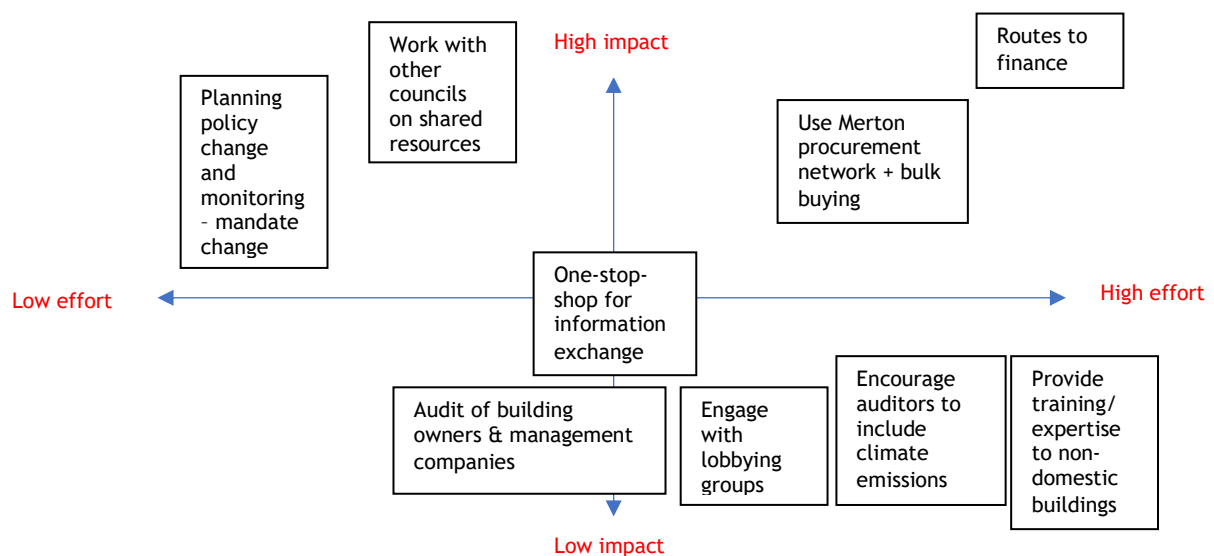 Work with
other
councils
on shared
resources
High impact
Routes to
finance
Planning
policy
change
and
monitoring
– mandate
change
Use Merton
procurement
network + bulk
buying
Low effort
One-stop-
shop for
information
exchange
High effort
Audit of building
owners & management
companies
Engage
with
lobbying
groups
Encourage
auditors to
include
climate
emissions
Provide
training/
expertise
to non-
domestic
buildings
Low impact